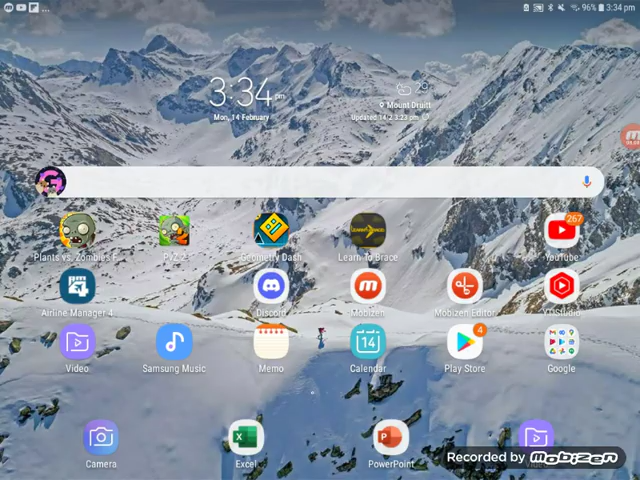 ... 96% 3:34 pm
3:34 pm
Mon, 14 February
Mount Druitt
Updated 14/2 3:23 pm
267
Plants vs. Zombies F
PvZ 2
Geometry Dash
Learn To Brace
YouTube
Airline Manager 4
Discord
Mobizen
Mobizen Editor
YT Studio
14
4
Video
Samsung Music
Memo
Calendar
Play Store
Google
Camera
Excel
PowerPoint
Video
Recorded by Mobizen